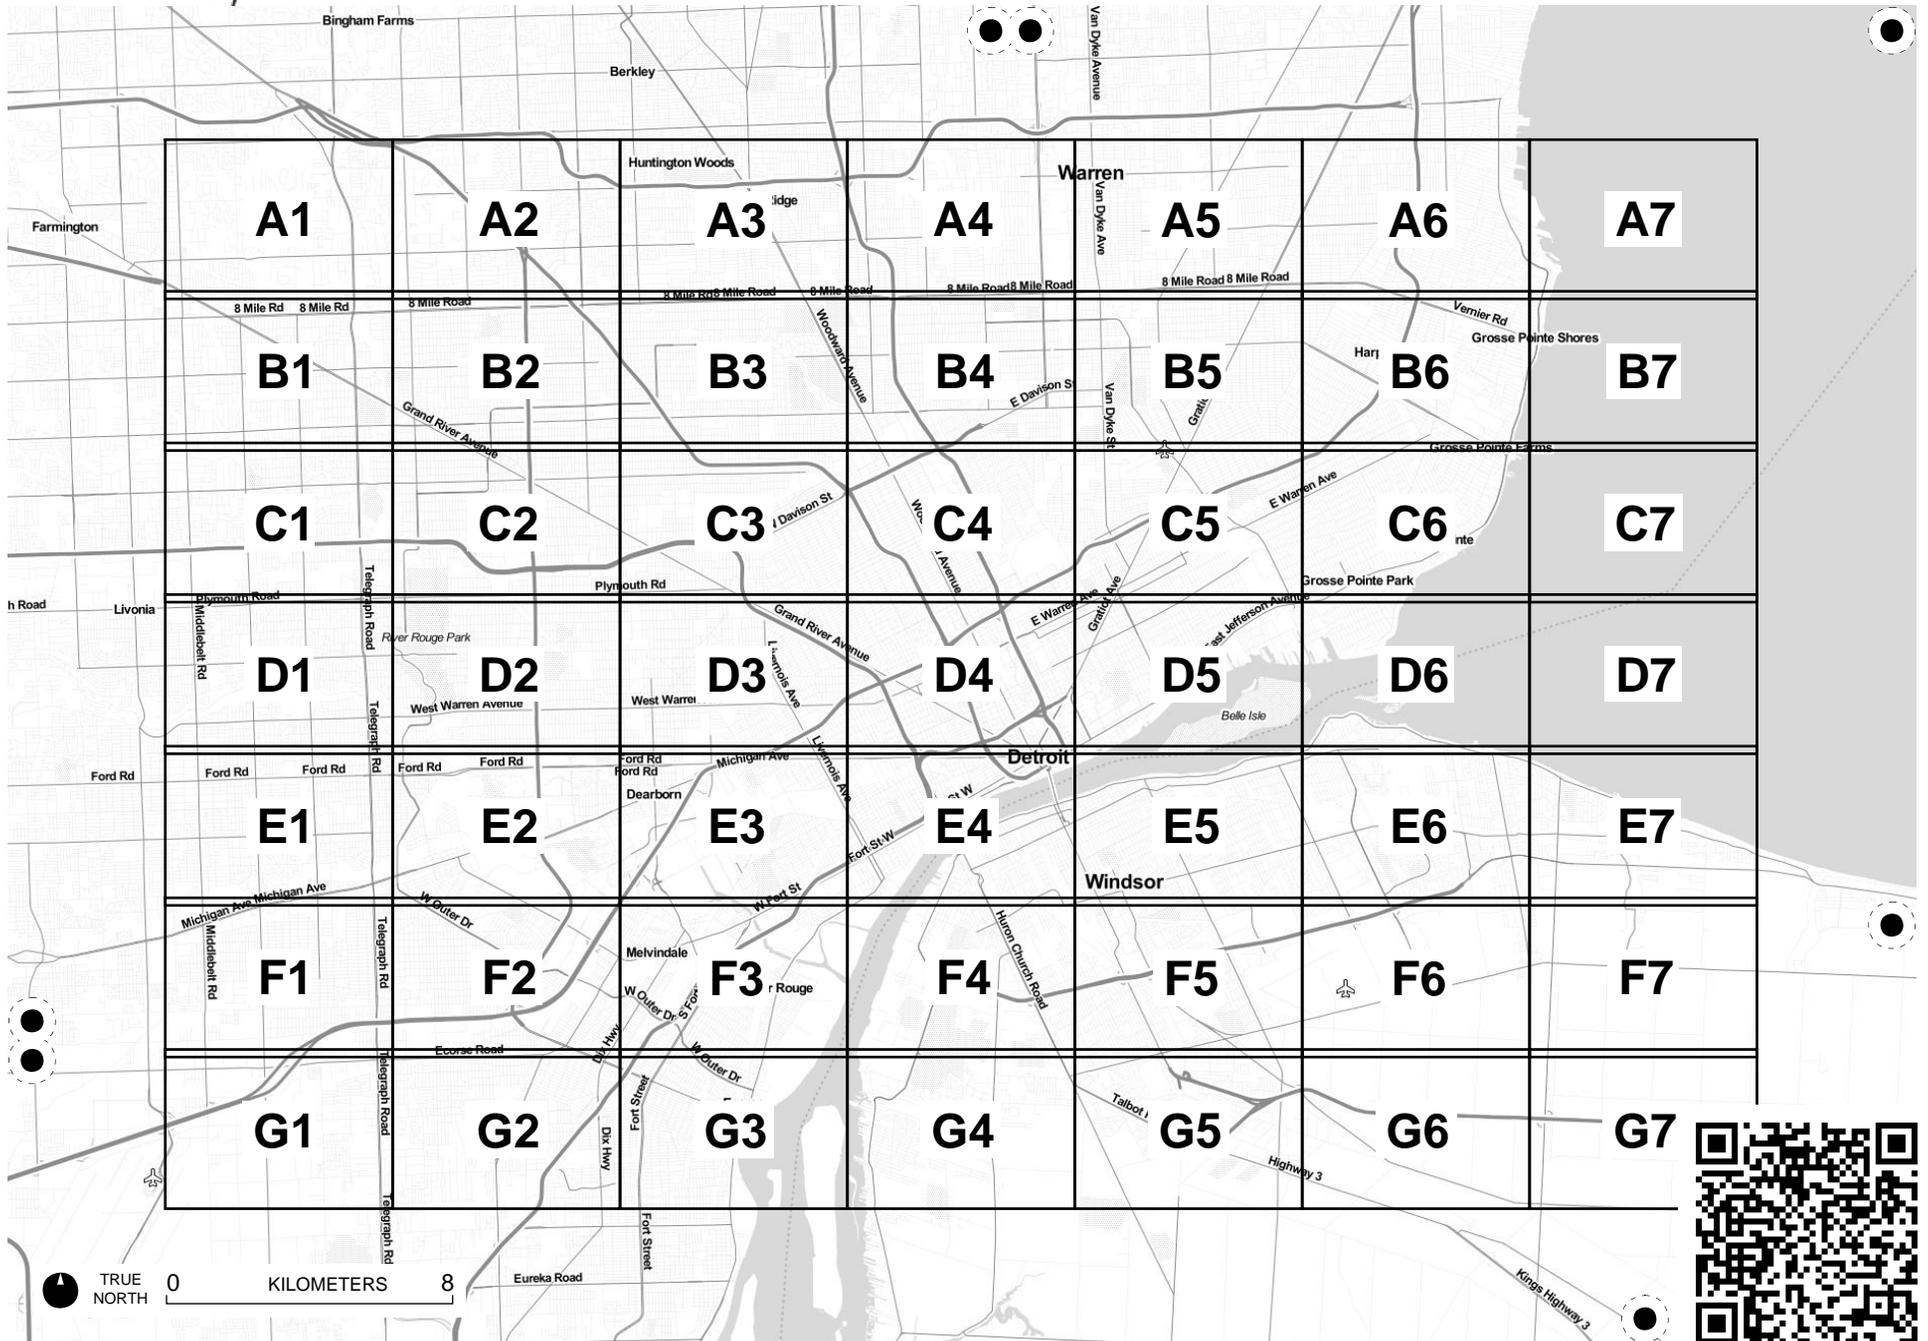 Bingham Farms
Van Dyke Avenue
Berkley
Huntington Woods
Warren
Van Dyke Ave
A1
A2
A3
A4
A5
A6
A7
Farmington
8 Mile Rd
8 Mile Rd
8 Mile Road
8 Mile Rd
8 Mile Road
8 Mile Road
8 Mile Road
8 Mile Road
8 Mile Road
8 Mile Road
Vernier Rd
Grosse Pointe Shores
Woodward Avenue
B1
B2
B3
B4
B5
B6
B7
E Davison St
Van Dyke St
Grand River Avenue
Grosse Pointe Farms
E Warren Ave
N Davison St
C1
C2
C3
C4
C5
C6
C7
Avenue
Telegraph Road
Plymouth Rd
Grosse Pointe Park
h Road
Livonia
Plymouth Road
Middlebelt Rd
E Warren Ave
Gratiot Ave
East Jefferson Avenue
River Rouge Park
Grand River Avenue
Livernois Ave
D1
D2
D3
D4
D5
D6
D7
West Warren Avenue
West Warren
Belle Isle
Telegraph Rd
Livernois Ave
Detroit
Ford Rd
Ford Rd
Ford Rd
Ford Rd
Ford Rd
Ford Rd
Ford Rd
Michigan Ave
Dearborn
St W
E1
E2
E3
E4
E5
E6
E7
Fort St W
Windsor
Michigan Ave
Michigan Ave
W Outer Dr
W Fort St
Huron Church Road
Middlebelt Rd
Telegraph Rd
Melvindale
F1
F2
F3
F4
F5
F6
F7
W Outer Dr
S Fort
r Rouge
Ecorse Road
Dix Hwy
W Outer Dr
Telegraph Road
Fort Street
Talbot
G1
G2
G3
G4
G5
G6
G7
Dix Hwy
Highway 3
Telegraph Rd
Fort Street
Eureka Road
Kings Highway 3
TRUE
NORTH
0 KILOMETERS 8